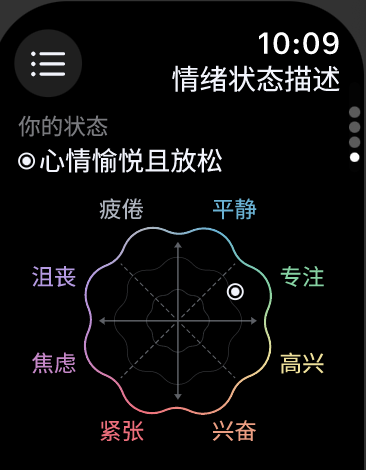 10:09
情绪状态描述
你的状态
心情愉悦且放松
疲倦
平静
沮丧
专注
焦虑
高兴
紧张
兴奋